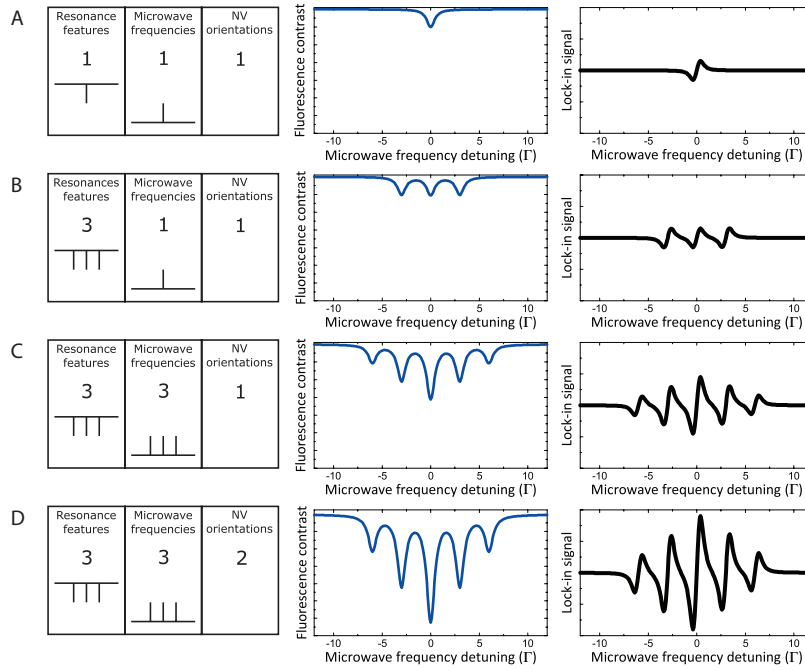 A
Resonance features
Microwave frequencies
NV orientations
1
1
1
Fluorescence contrast
-10 -5 0 5 10
Microwave frequency detuning (Γ)
Lock-in signal
-10 -5 0 5 10
Microwave frequency detuning (Γ)
B
Resonances features
Microwave frequencies
NV orientations
3
1
1
Fluorescence contrast
-10 -5 0 5 10
Microwave frequency detuning (Γ)
Lock-in signal
-10 -5 0 5 10
Microwave frequency detuning (Γ)
C
Resonance features
Microwave frequencies
NV orientations
3
3
1
Fluorescence contrast
-10 -5 0 5 10
Microwave frequency detuning (Γ)
Lock-in signal
-10 -5 0 5 10
Microwave frequency detuning (Γ)
D
Resonance features
Microwave frequencies
NV orientations
3
3
2
Fluorescence contrast
-10 -5 0 5 10
Microwave frequency detuning (Γ)
Lock-in signal
-10 -5 0 5 10
Microwave frequency detuning (Γ)